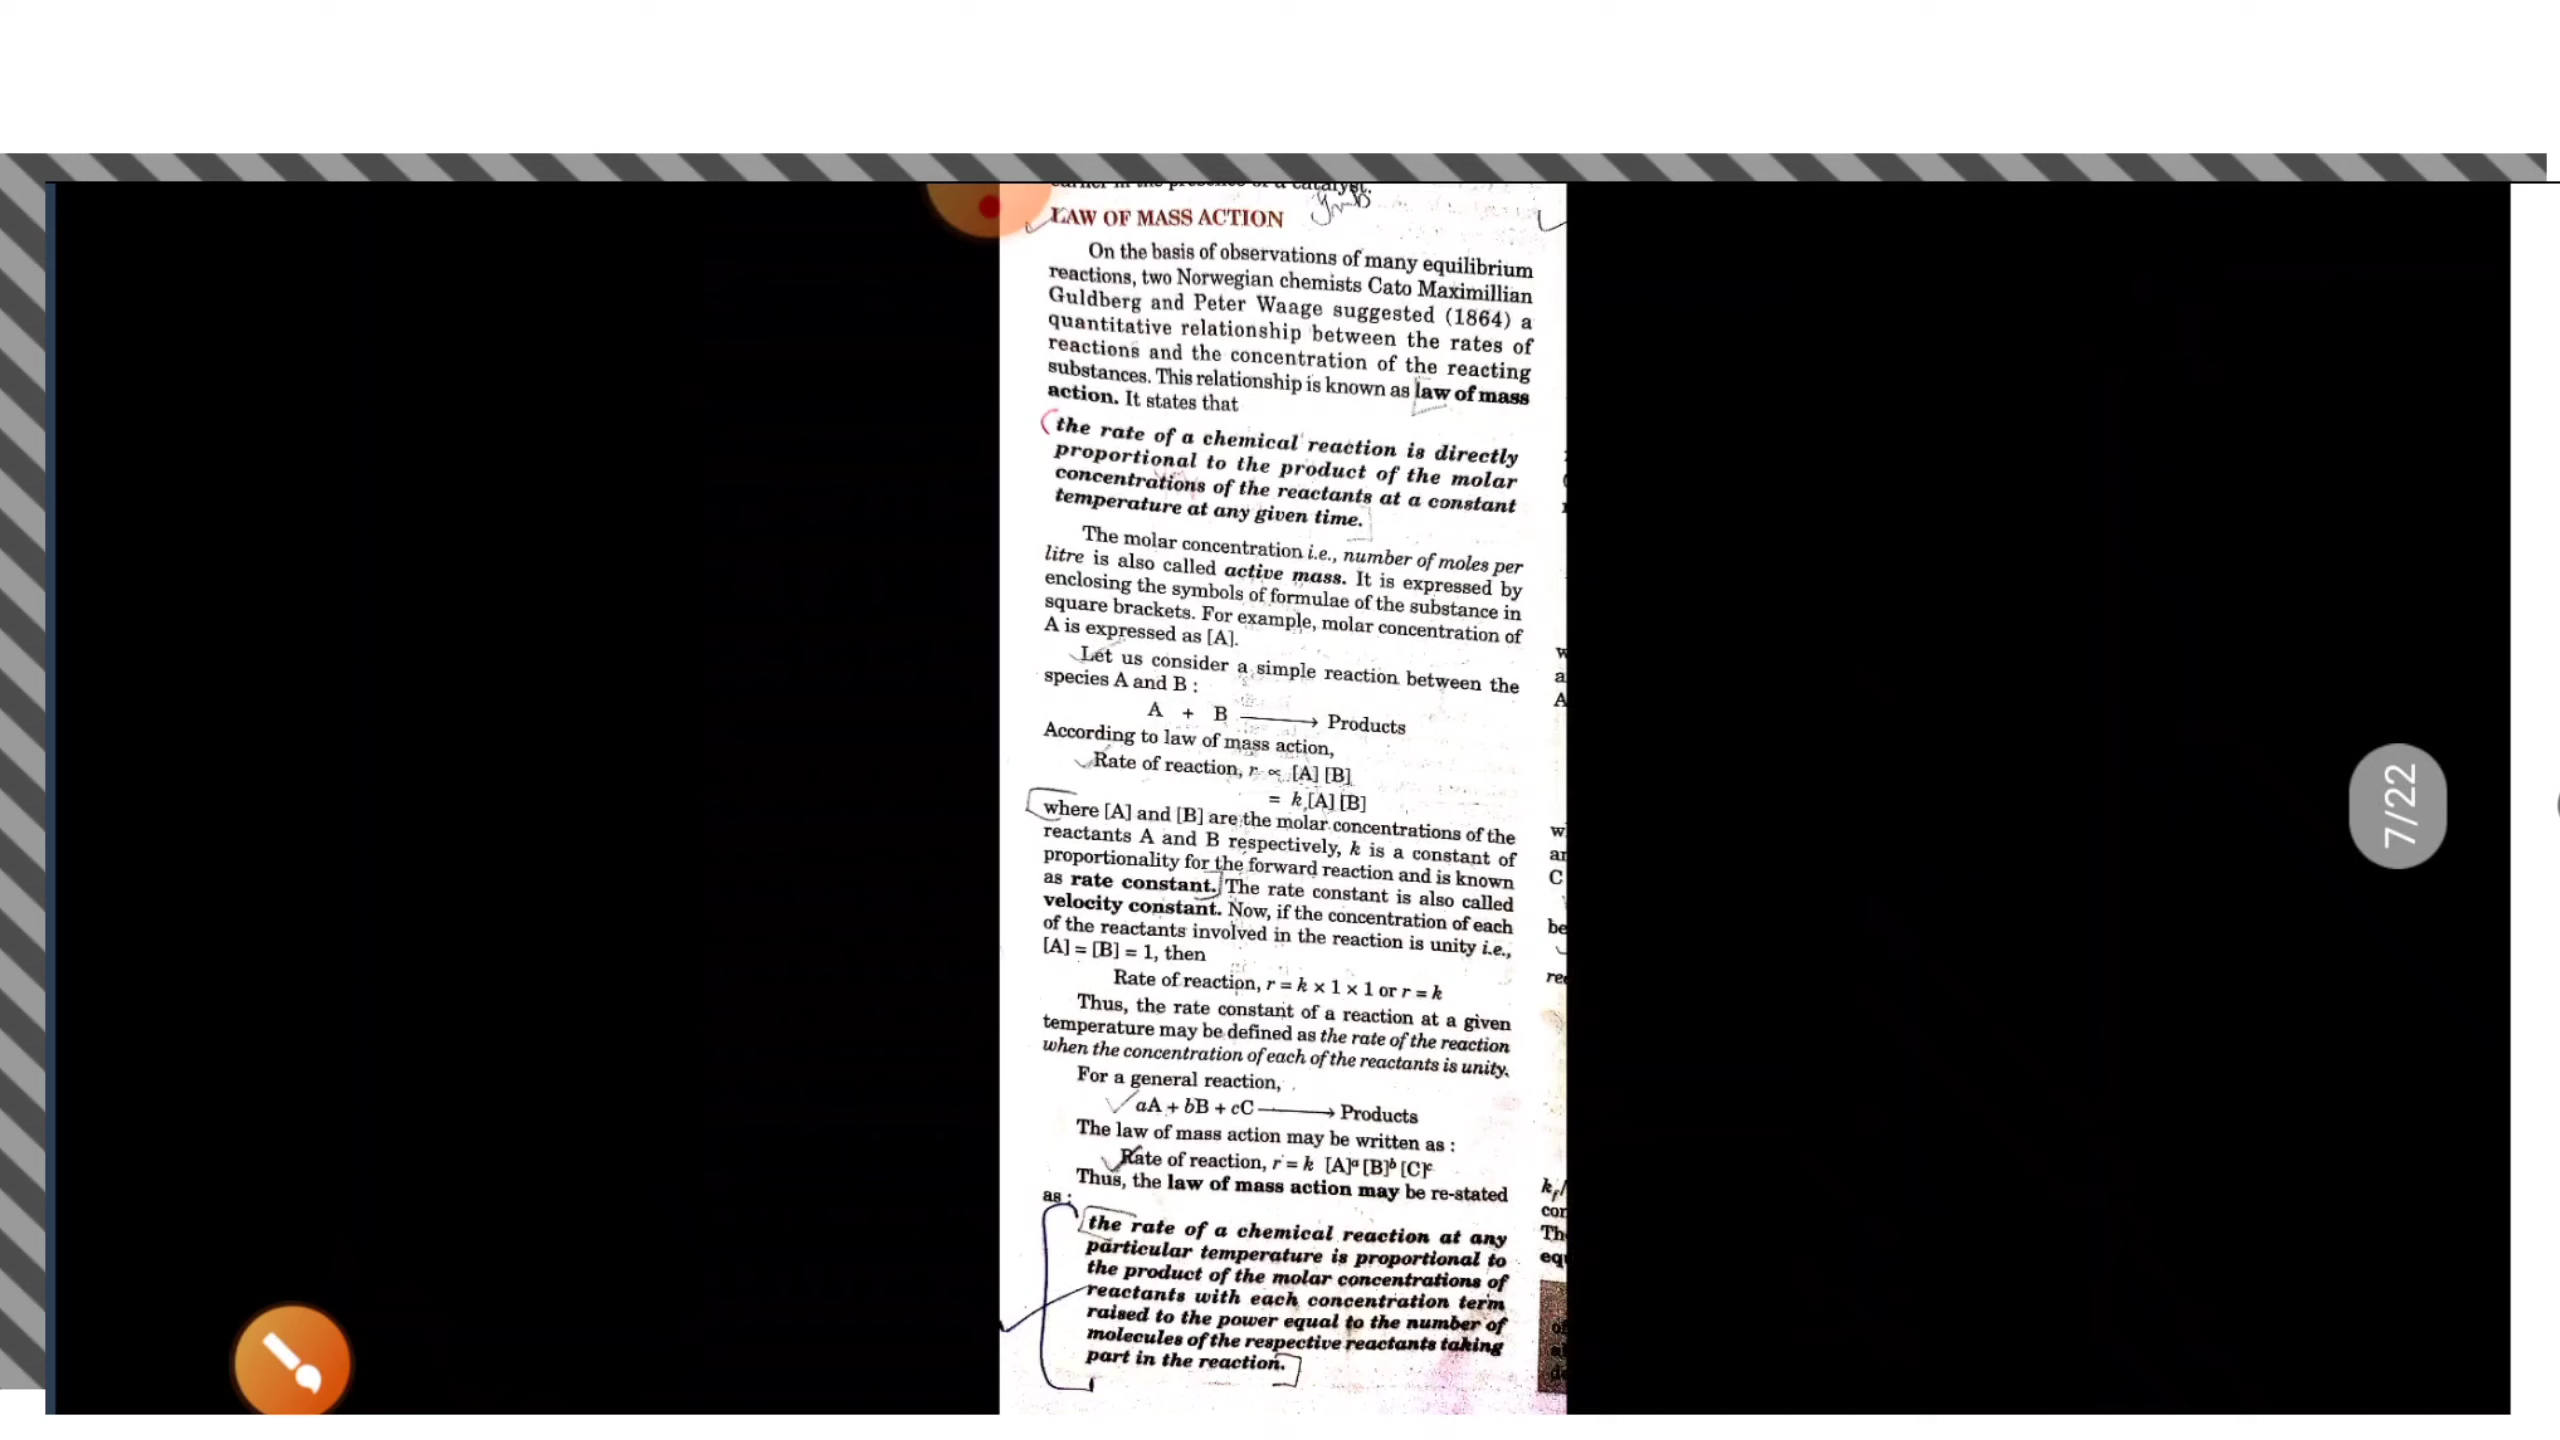 earlier in the presence of a catalyst.
LAW OF MASS ACTION
On the basis of observations of many equilibrium
reactions, two Norwegian chemists Cato Maximillian
Guldberg and Peter Waage suggested (1864) a
quantitative relationship between the rates of
reactions and the concentration of the reacting
substances. This relationship is known as law of mass
action. It states that
the rate of a chemical reaction is directly
proportional to the product of the molar
concentrations of the reactants at a constant
temperature at any given time.
The molar concentration i.e., number of moles per
litre is also called active mass. It is expressed by
enclosing the symbols of formulae of the substance in
square brackets. For example, molar concentration of
A is expressed as [A].
Let us consider a simple reaction between the
species A and B :
A + B ⟶ Products
According to law of mass action,
Rate of reaction, r ∝ [A] [B]
= k [A] [B]
where [A] and [B] are the molar concentrations of the
reactants A and B respectively, k is a constant of
proportionality for the forward reaction and is known
as rate constant. The rate constant is also called
velocity constant. Now, if the concentration of each
of the reactants involved in the reaction is unity i.e.,
[A] = [B] = 1, then
Rate of reaction, r = k × 1 × 1 or r = k
Thus, the rate constant of a reaction at a given
temperature may be defined as the rate of the reaction
when the concentration of each of the reactants is unity.
For a general reaction,
aA + bB + cC ⟶ Products
The law of mass action may be written as :
Rate of reaction, r = k [A]ᵃ [B]ᵇ [C]ᶜ
Thus, the law of mass action may be re-stated
as :
the rate of a chemical reaction at any
particular temperature is proportional to
the product of the molar concentrations of
reactants with each concentration term
raised to the power equal to the number of
molecules of the respective reactants taking
part in the reaction.
7/22